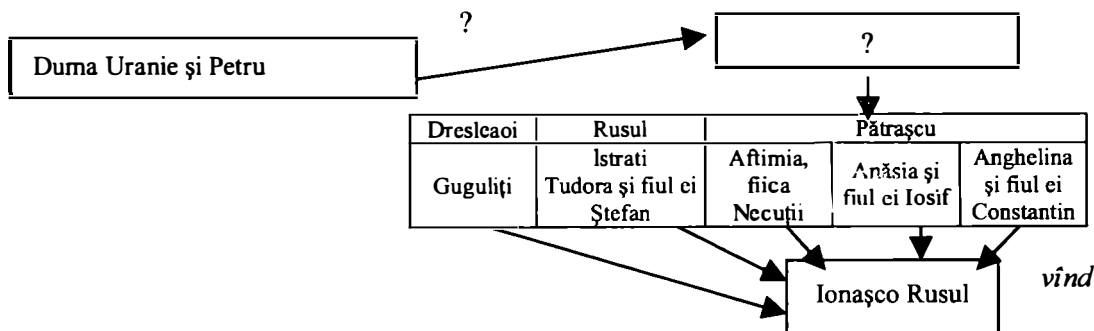 ?
?
Duma Uranie şi Petru
Dreslcaoi Rusul Pătraşcu
Guguliţi
Istrati
Tudora şi fiul ei
Ştefan
Aftimia,
fiica
Necuţii
Anăsia şi
fiul ei Iosif
Anghelina
şi fiul ei
Constantin
Ionaşco Rusul
vînd